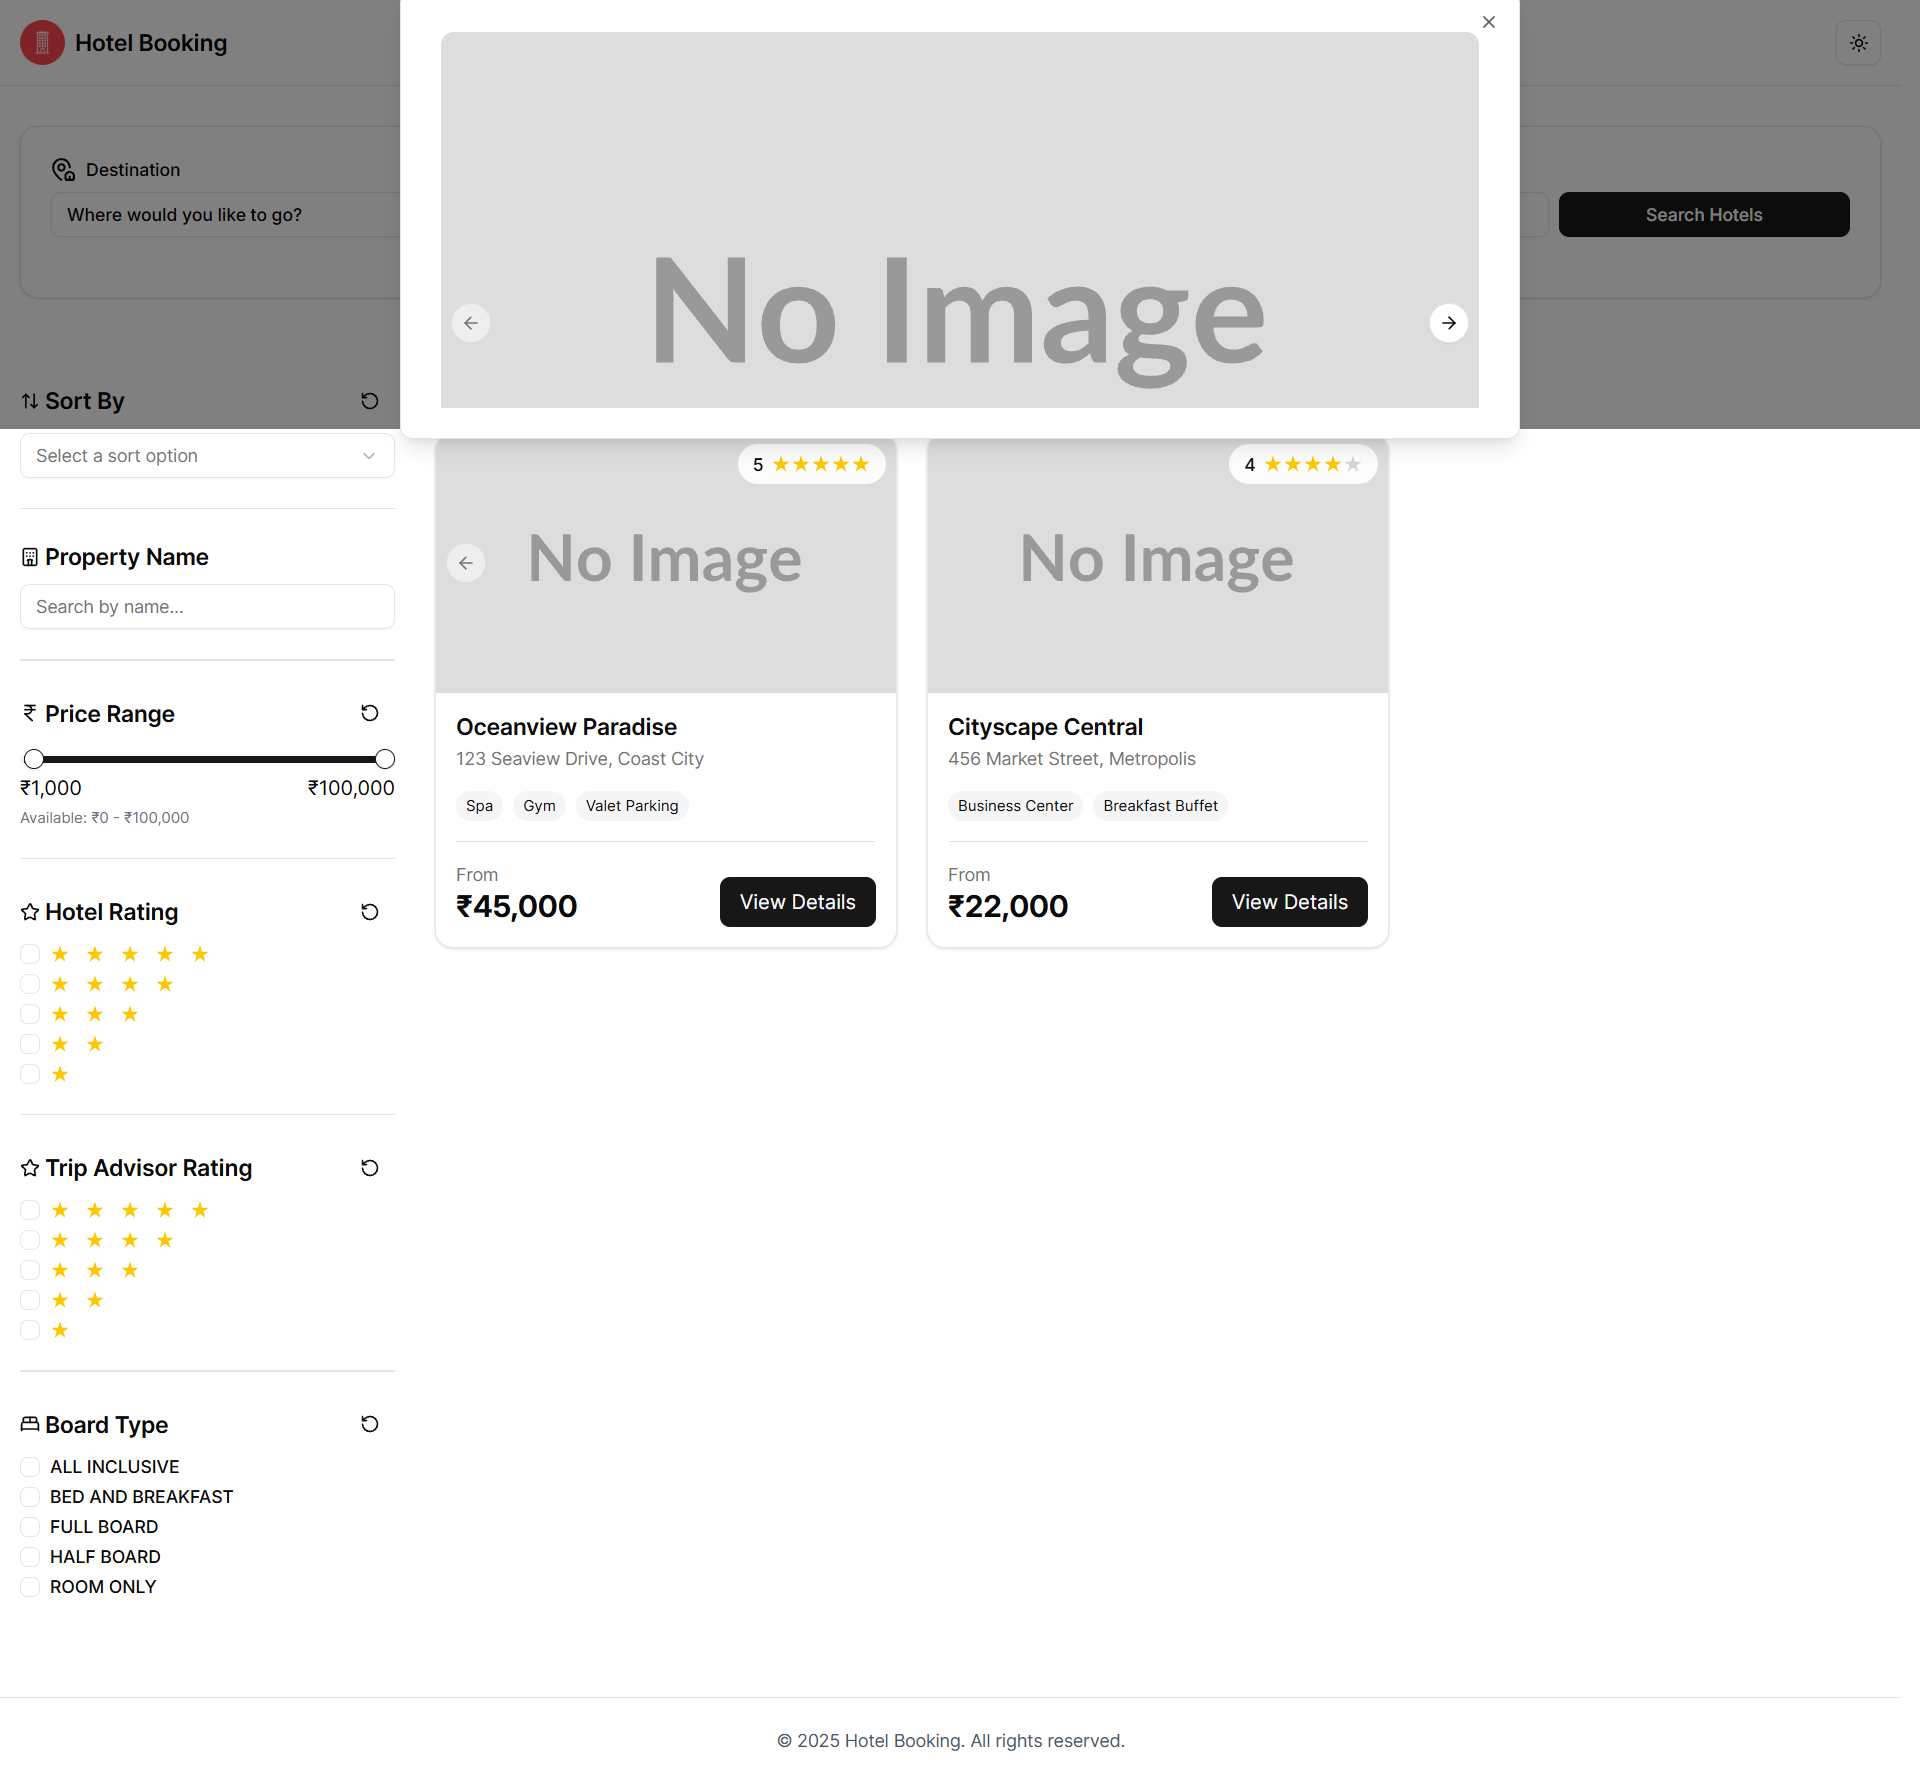 Hotel Booking
Destination
Where would you like to go?
Search Hotels
No Image
Sort By
Select a sort option
Property Name
Search by name...
Price Range
₹1,000 ₹100,000
Available: ₹0 - ₹100,000
Hotel Rating
Trip Advisor Rating
Board Type
ALL INCLUSIVE
BED AND BREAKFAST
FULL BOARD
HALF BOARD
ROOM ONLY
5
No Image
Oceanview Paradise
123 Seaview Drive, Coast City
Spa Gym Valet Parking
From
₹45,000
View Details
4
No Image
Cityscape Central
456 Market Street, Metropolis
Business Center Breakfast Buffet
From
₹22,000
View Details
© 2025 Hotel Booking. All rights reserved.